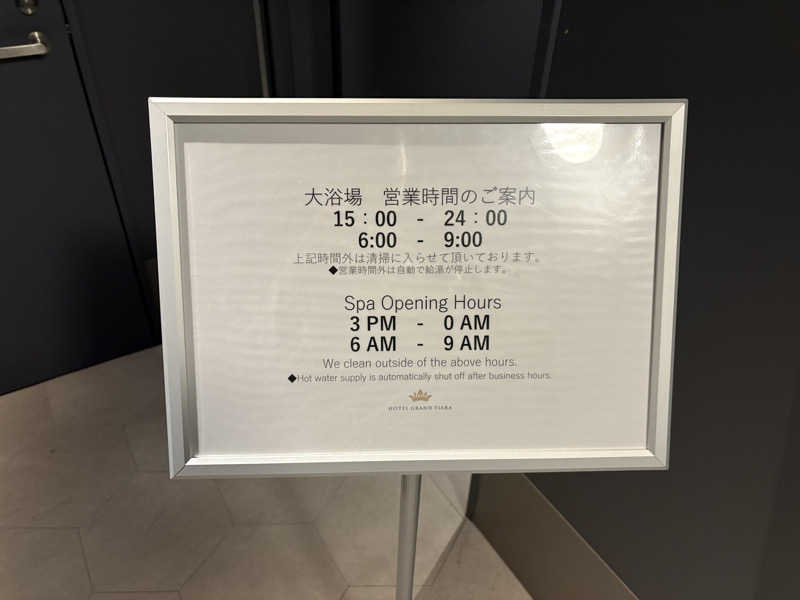 大浴場　営業時間のご案内
15：00 - 24：00
6:00 - 9:00
上記時間外は清掃に入らせて頂いております。
◆営業時間外は自動で給湯が停止します。
Spa Opening Hours
3 PM - 0 AM
6 AM - 9 AM
We clean outside of the above hours.
◆Hot water supply is automatically shut off after business hours.
HOTEL GRAND TIARA